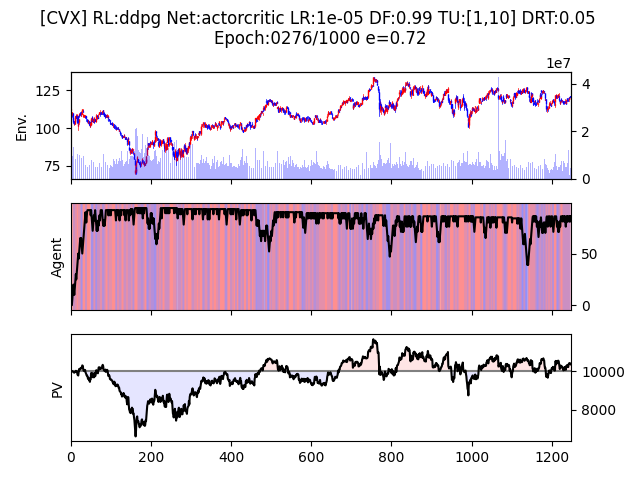 [CVX] RL:ddpg Net:actorcritic LR:1e-05 DF:0.99 TU:[1,10] DRT:0.05
Epoch:0276/1000 e=0.72
1e7
Env.
125
100
75
4
2
0
Agent
50
0
PV
10000
8000
0 200 400 600 800 1000 1200